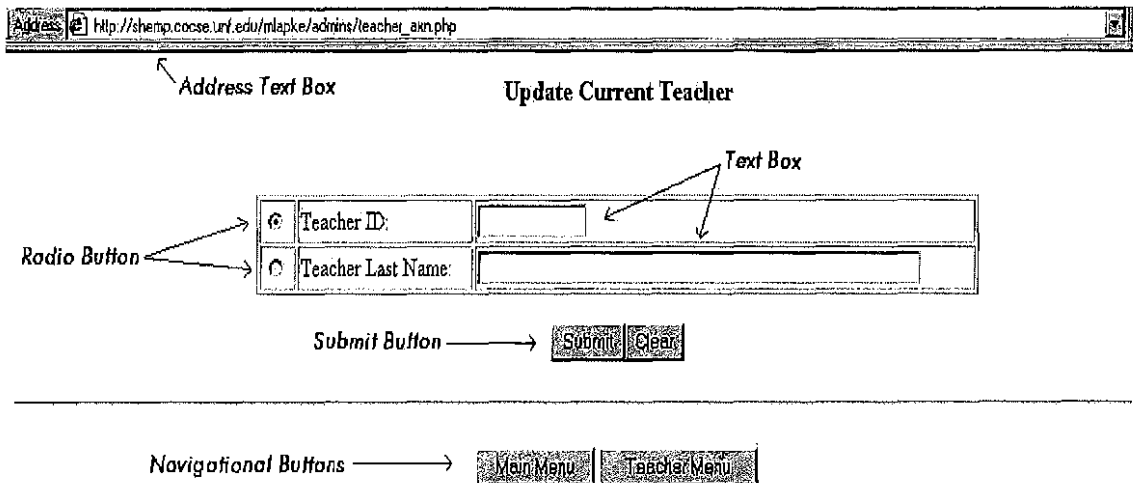 Address http://shemp.cocse.unf.edu/mlapke/admins/teacher_axn.php
Address Text Box
Update Current Teacher
Text Box
Radio Button
Teacher ID:
Teacher Last Name:
Submit Button
Submit Clear
Navigational Buttons
Main Menu Teacher Menu